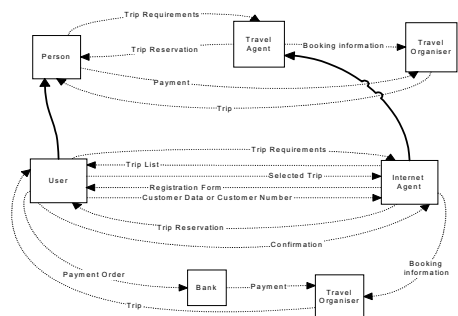 Trip Requirements
Travel
Agent
Travel
Organiser
Person
Trip Reservation
Booking information
Payment
Trip
Trip Requirements
Trip List
User
Selected Trip
Internet
Agent
Registration Form
Customer Data or Customer Number
Trip Reservation
Confirmation
Payment Order
Booking
information
Bank
Payment
Travel
Organiser
Trip